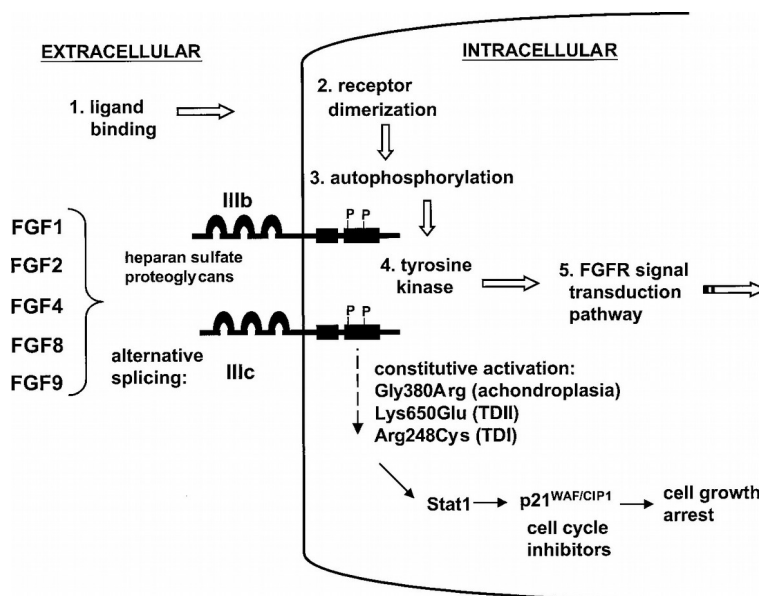 EXTRACELLULAR
INTRACELLULAR
1. ligand
binding
2. receptor
dimerization
3. autophosphorylation
IIIb
P P
FGF1
FGF2
FGF4
FGF8
FGF9
heparan sulfate
proteoglycans
4. tyrosine
kinase
5. FGFR signal
transduction
pathway
P P
alternative
splicing:
IIIc
constitutive activation:
Gly380Arg (achondroplasia)
Lys650Glu (TDII)
Arg248Cys (TDI)
Stat1
p21WAF/CIP1
cell cycle
inhibitors
cell growth
arrest